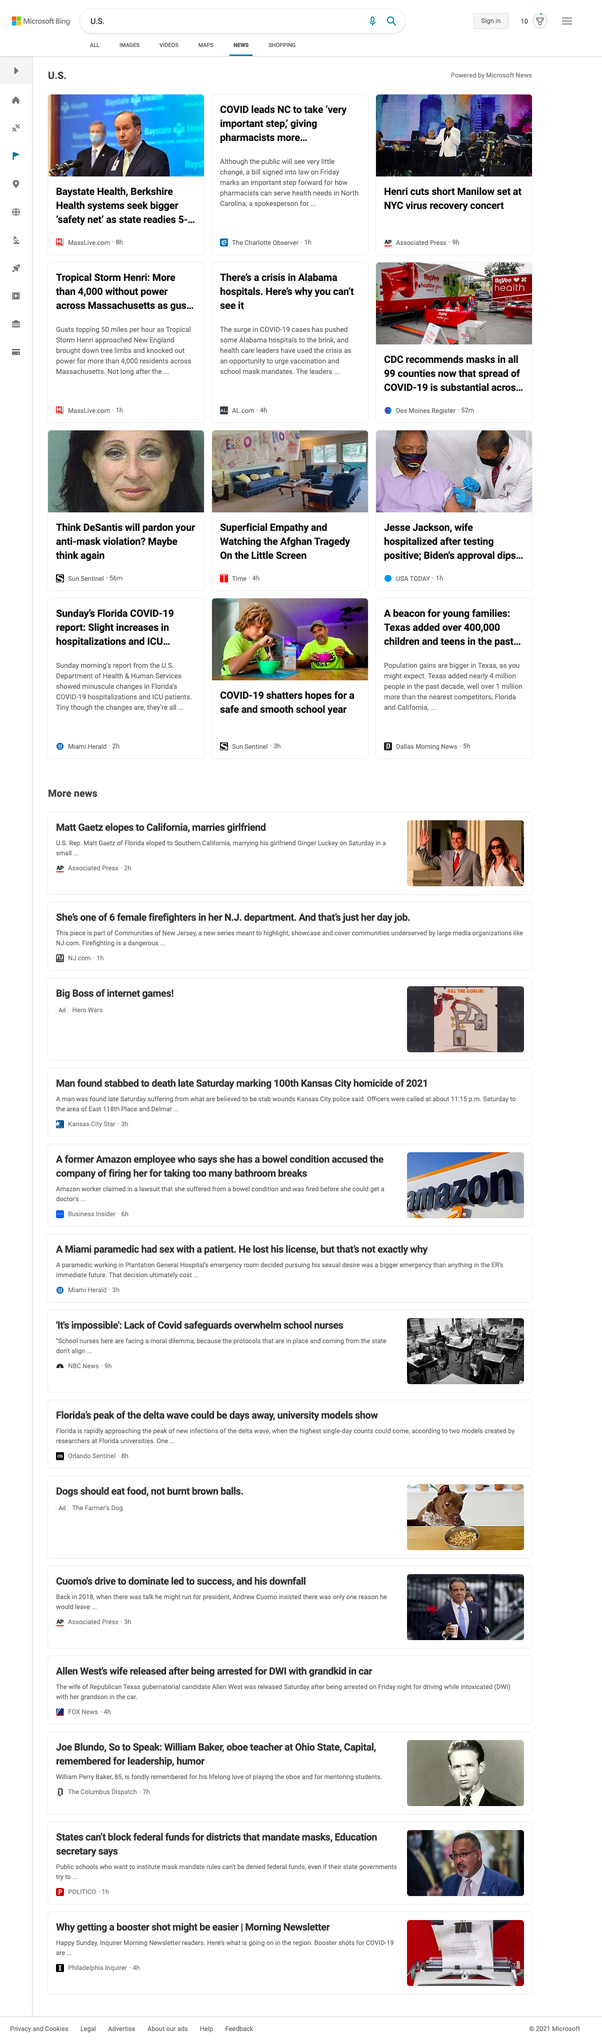 Microsoft Bing
U.S.
Sign in
10
ALL
IMAGES
VIDEOS
MAPS
NEWS
SHOPPING
U.S.
Powered by Microsoft News
Baystate Health, Berkshire
Health systems seek bigger
‘safety net’ as state readies 5-...
MassLive.com · 8h
COVID leads NC to take ‘very
important step,’ giving
pharmacists more...
Although the public will see very little
change, a bill signed into law on Friday
marks an important step forward for how
pharmacists can serve health needs in North
Carolina, a spokesperson for ...
The Charlotte Observer · 1h
Henri cuts short Manilow set at
NYC virus recovery concert
AP Associated Press · 9h
Tropical Storm Henri: More
than 4,000 without power
across Massachusetts as gus...
Gusts topping 50 miles per hour as Tropical
Storm Henri approached New England
brought down tree limbs and knocked out
power for more than 4,000 residents across
Massachusetts. Not long after the ...
MassLive.com · 1h
There’s a crisis in Alabama
hospitals. Here’s why you can’t
see it
The surge in COVID-19 cases has pushed
some Alabama hospitals to the brink, and
health care leaders have used the crisis as
an opportunity to urge vaccination and
school mask mandates. The leaders ...
AL.com · 4h
HyVee
health
CDC recommends masks in all
99 counties now that spread of
COVID-19 is substantial acros...
Des Moines Register · 52m
Think DeSantis will pardon your
anti-mask violation? Maybe
think again
Sun Sentinel · 56m
Superficial Empathy and
Watching the Afghan Tragedy
On the Little Screen
Time · 4h
Jesse Jackson, wife
hospitalized after testing
positive; Biden's approval dips...
USA TODAY · 1h
Sunday’s Florida COVID-19
report: Slight increases in
hospitalizations and ICU...
Sunday morning’s report from the U.S.
Department of Health & Human Services
showed minuscule changes in Florida’s
COVID-19 hospitalizations and ICU patients.
Tiny though the changes are, they’re all ...
Miami Herald · 2h
COVID-19 shatters hopes for a
safe and smooth school year
Sun Sentinel · 3h
A beacon for young families:
Texas added over 400,000
children and teens in the past...
Population gains are bigger in Texas, as you
might expect. Texas added nearly 4 million
people in the past decade, well over 1 million
more than the nearest competitors, Florida
and California, ...
Dallas Morning News · 5h
More news
Matt Gaetz elopes to California, marries girlfriend
U.S. Rep. Matt Gaetz of Florida eloped to Southern California, marrying his girlfriend Ginger Luckey on Saturday in a
small ...
AP Associated Press · 2h
She’s one of 6 female firefighters in her N.J. department. And that’s just her day job.
This piece is part of Communities of New Jersey, a new series meant to highlight, showcase and cover communities underserved by large media organizations like
NJ.com. Firefighting is a dangerous ...
NJ.com · 1h
Big Boss of internet games!
Ad Hero Wars
KILL THE GOBLIN!
Man found stabbed to death late Saturday marking 100th Kansas City homicide of 2021
A man was found late Saturday suffering from what are believed to be stab wounds Kansas City police said. Officers were called at about 11:15 p.m. Saturday to
the area of East 118th Place and Delmar ...
Kansas City Star · 3h
A former Amazon employee who says she has a bowel condition accused the
company of firing her for taking too many bathroom breaks
Amazon worker claimed in a lawsuit that she suffered from a bowel condition and was fired before she could get a
doctor's ...
Business Insider · 6h
amazon
A Miami paramedic had sex with a patient. He lost his license, but that’s not exactly why
A paramedic working in Plantation General Hospital’s emergency room decided pursuing his sexual desire was a bigger emergency than anything in the ER’s
immediate future. That decision ultimately cost ...
Miami Herald · 3h
'It's impossible': Lack of Covid safeguards overwhelm school nurses
"School nurses here are facing a moral dilemma, because the protocols that are in place and coming from the state
don't align ...
NBC News · 9h
Florida’s peak of the delta wave could be days away, university models show
Florida is rapidly approaching the peak of new infections of the delta wave, when the highest single-day counts could come, according to two models created by
researchers at Florida universities. One ...
Orlando Sentinel · 8h
Dogs should eat food, not burnt brown balls.
Ad The Farmer's Dog
Cuomo's drive to dominate led to success, and his downfall
Back in 2018, when there was talk he might run for president, Andrew Cuomo insisted there was only one reason he
would leave ...
AP Associated Press · 3h
Allen West's wife released after being arrested for DWI with grandkid in car
The wife of Republican Texas gubernatorial candidate Allen West was released Saturday after being arrested on Friday night for driving while intoxicated (DWI)
with her grandson in the car.
FOX News · 4h
Joe Blundo, So to Speak: William Baker, oboe teacher at Ohio State, Capital,
remembered for leadership, humor
William Perry Baker, 85, is fondly remembered for his lifelong love of playing the oboe and for mentoring students.
The Columbus Dispatch · 7h
States can’t block federal funds for districts that mandate masks, Education
secretary says
Public schools who want to institute mask mandate rules can't be denied federal funds, even if their state governments
try to ...
POLITICO · 1h
Why getting a booster shot might be easier | Morning Newsletter
Happy Sunday, Inquirer Morning Newsletter readers. Here’s what is going on in the region. Booster shots for COVID-19
are ...
Philadelphia Inquirer · 4h
Privacy and Cookies
Legal
Advertise
About our ads
Help
Feedback
© 2021 Microsoft